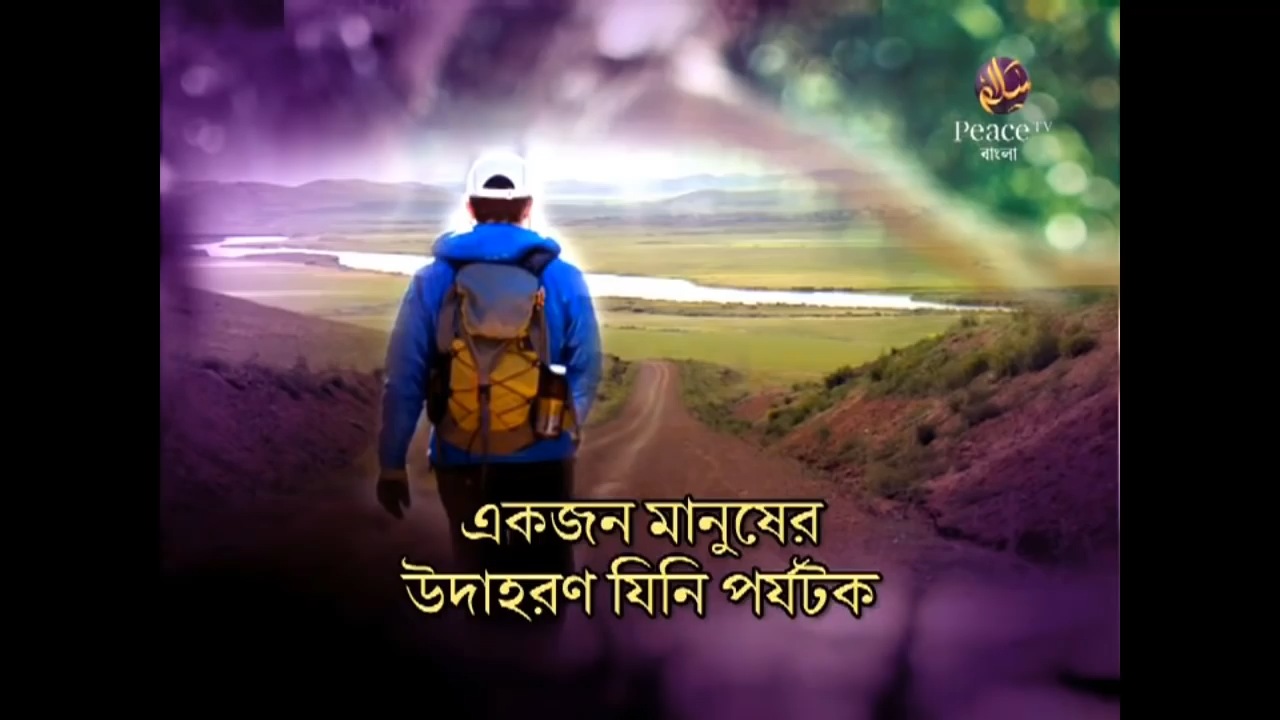 Peace TV
বাংলা
একজন মানুষের
উদাহরণ যিনি পর্যটক